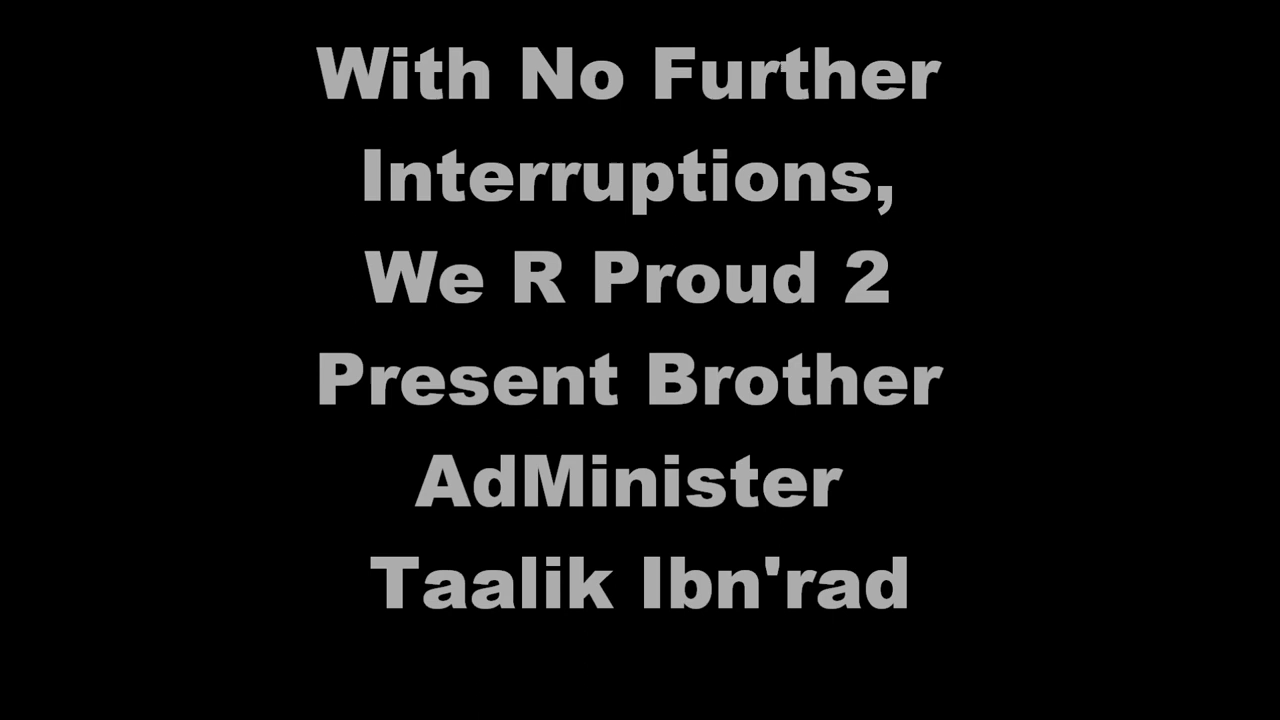 With No Further
Interruptions,
We R Proud 2
Present Brother
AdMinister
Taalik Ibn'rad